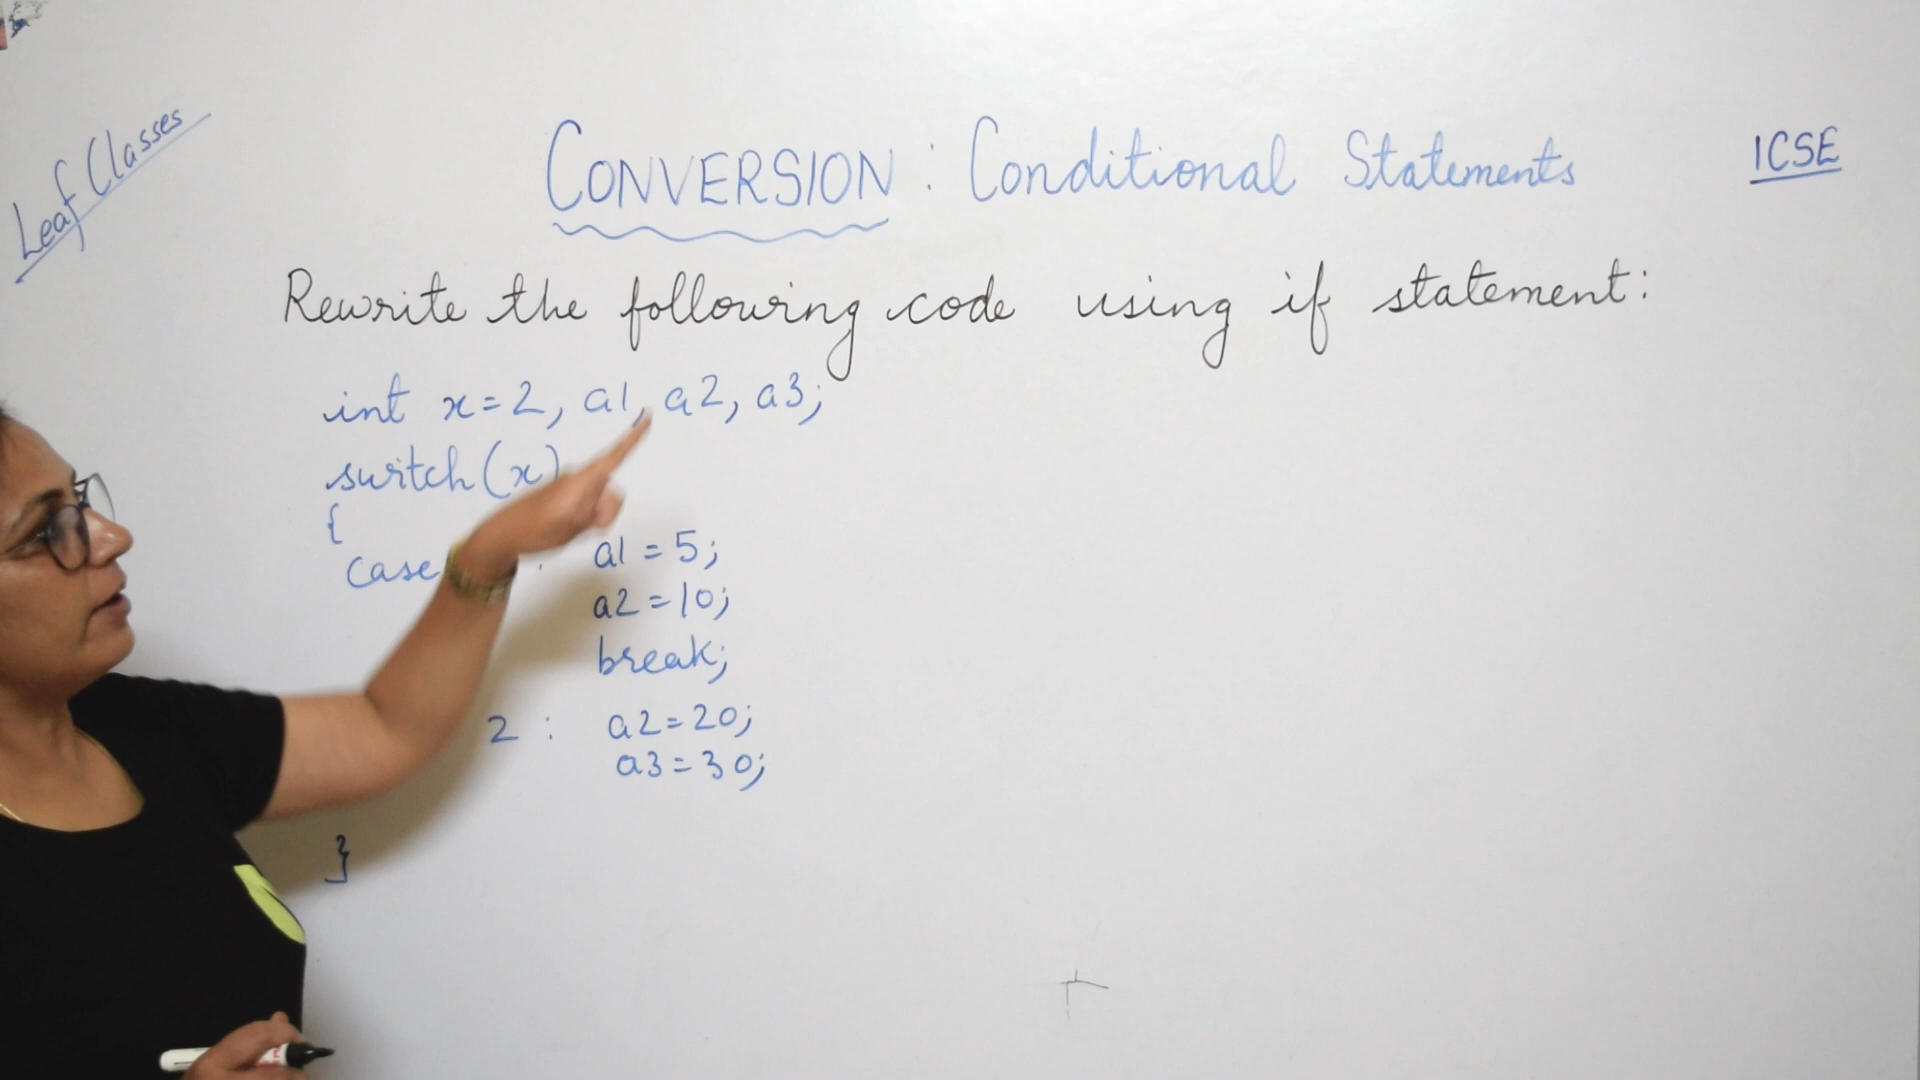 Leaf Classes
CONVERSION : Conditional Statements
ICSE
Rewrite the following code using if statement:
int x=2, a1, a2, a3;
switch(x)
{
case : a1 = 5;
a2 = 10;
break;
2 : a2 = 20;
a3 = 30;
}